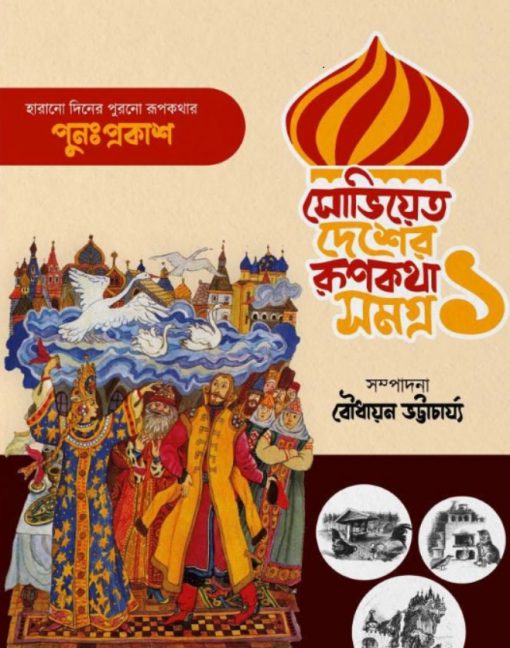 হারানো দিনের পুরনো রূপকথার
পুনঃপ্রকাশ
সোভিয়েত
দেশের
রূপকথা
সমগ্র ১
সম্পাদনা
বৌধায়ন ভট্টাচার্য্য